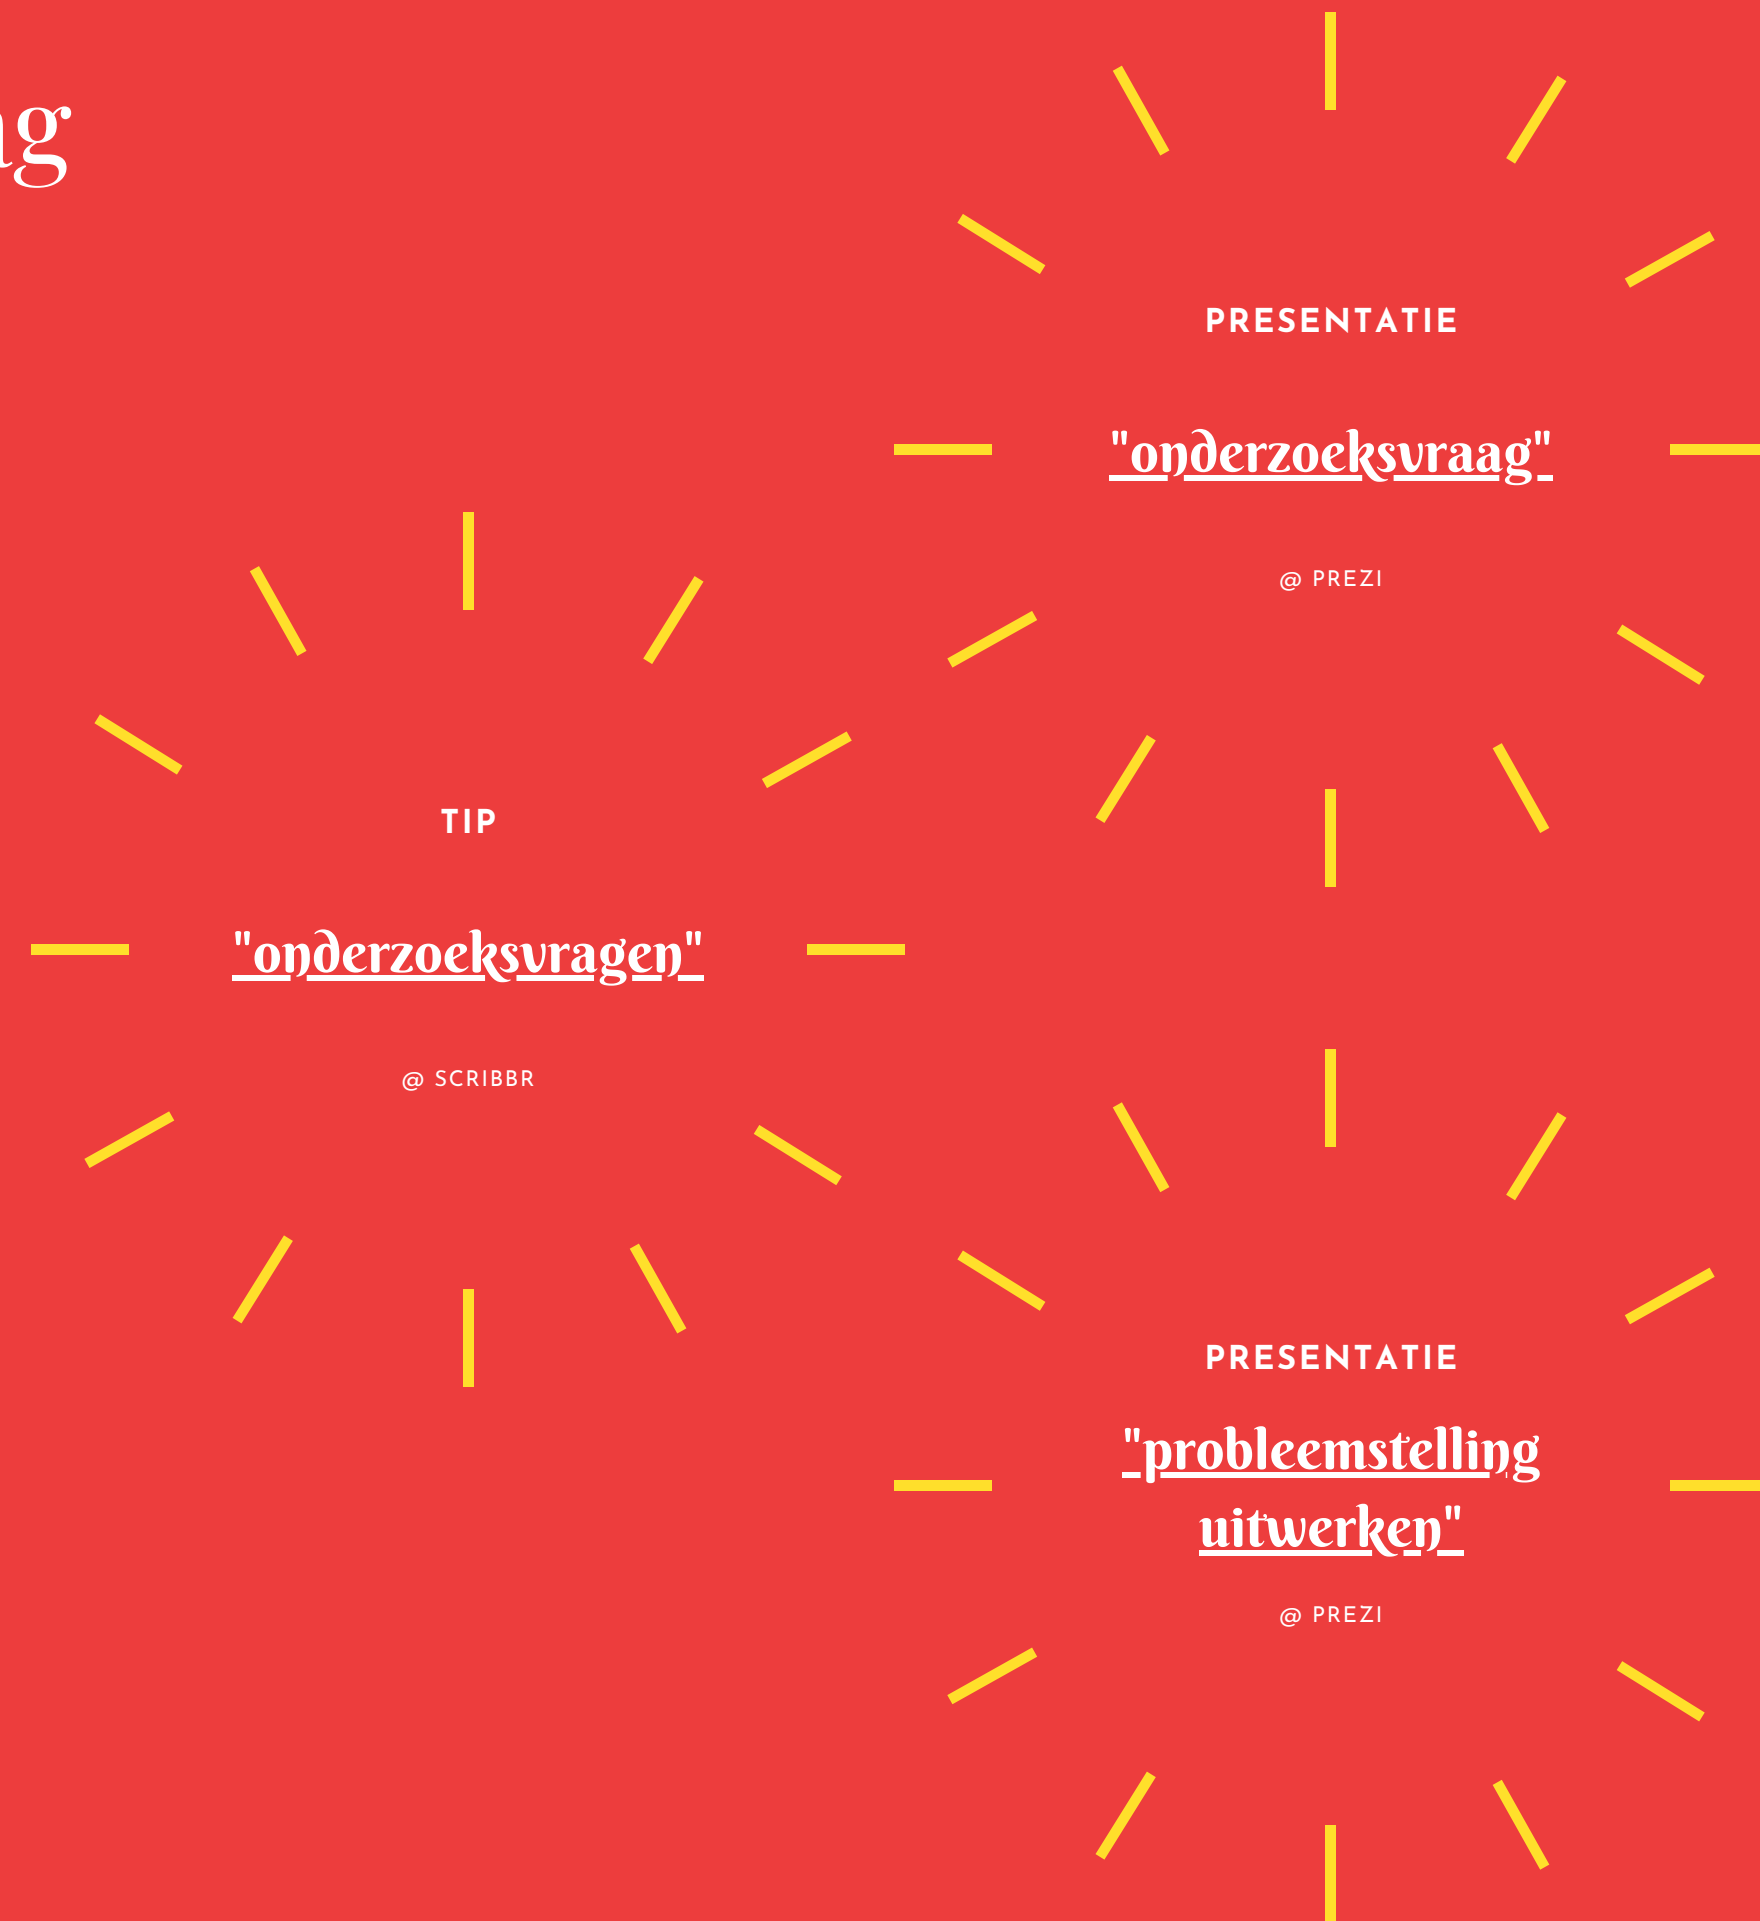 PRESENTATIE
"onderzoeksvraag"
@ PREZI
TIP
"onderzoeksvragen"
@ SCRIBBR
PRESENTATIE
"probleemstelling
uitwerken"
@ PREZI